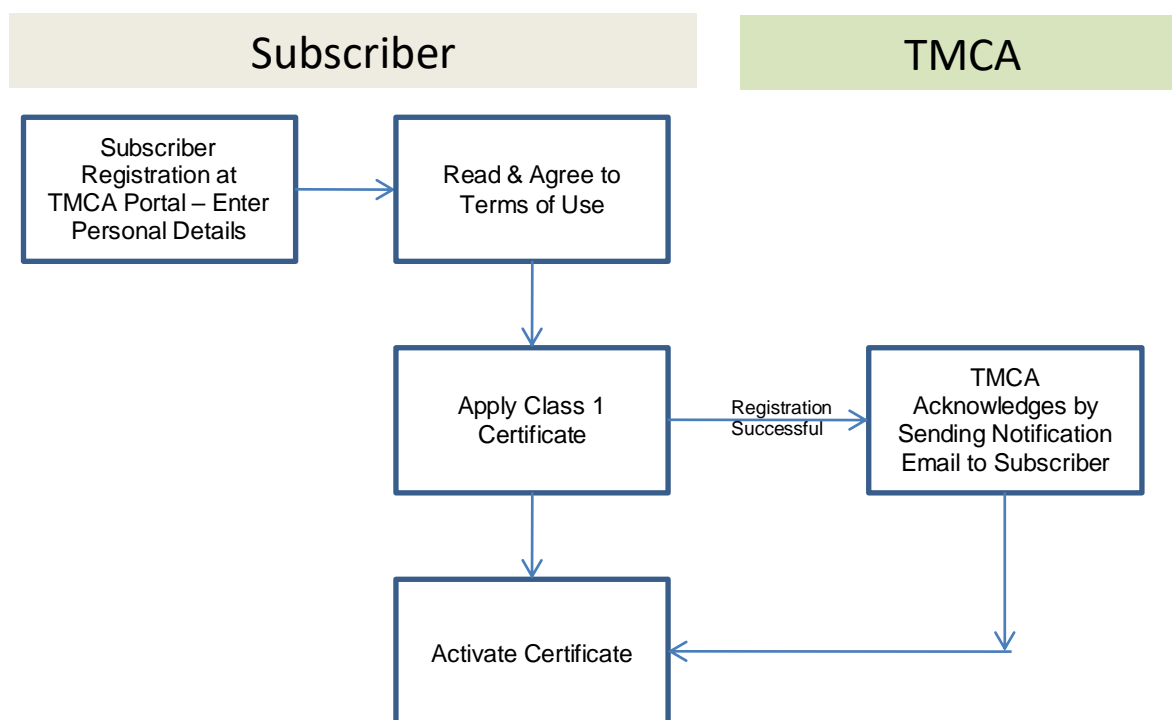 Subscriber
TMCA
Subscriber
Registration at
TMCA Portal – Enter
Personal Details
Read & Agree to
Terms of Use
Apply Class 1
Certificate
Registration
Successful
TMCA
Acknowledges by
Sending Notification
Email to Subscriber
Activate Certificate